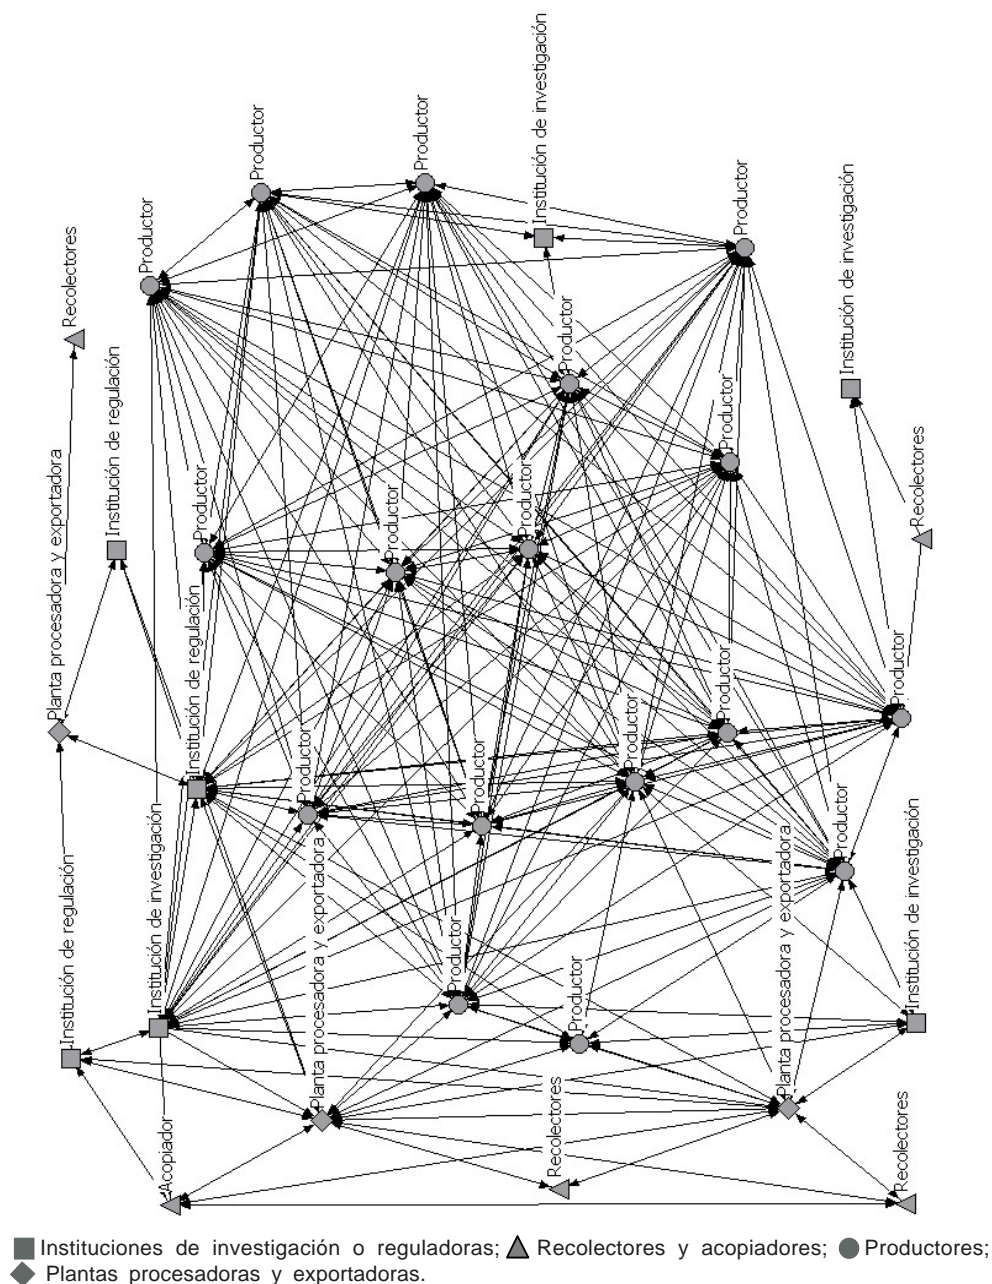 Productor
Productor
Institución de investigación
Productor
Productor
Institución de investigación
Recolectores
Productor
Institución de regulación
Productor
Recolectores
Planta procesadora y exportadora
Productor
Productor
Productor
Institución de regulación
Productor
Productor
Productor
Productor
Productor
Institución de investigación
Planta procesadora y exportadora
Productor
Institución de regulación
Planta procesadora y exportadora
Institución de investigación
Productor
Productor
Acopiador
Recolectores
Recolectores
Instituciones de investigación o reguladoras; Recolectores y acopiadores; Productores;
Plantas procesadoras y exportadoras.